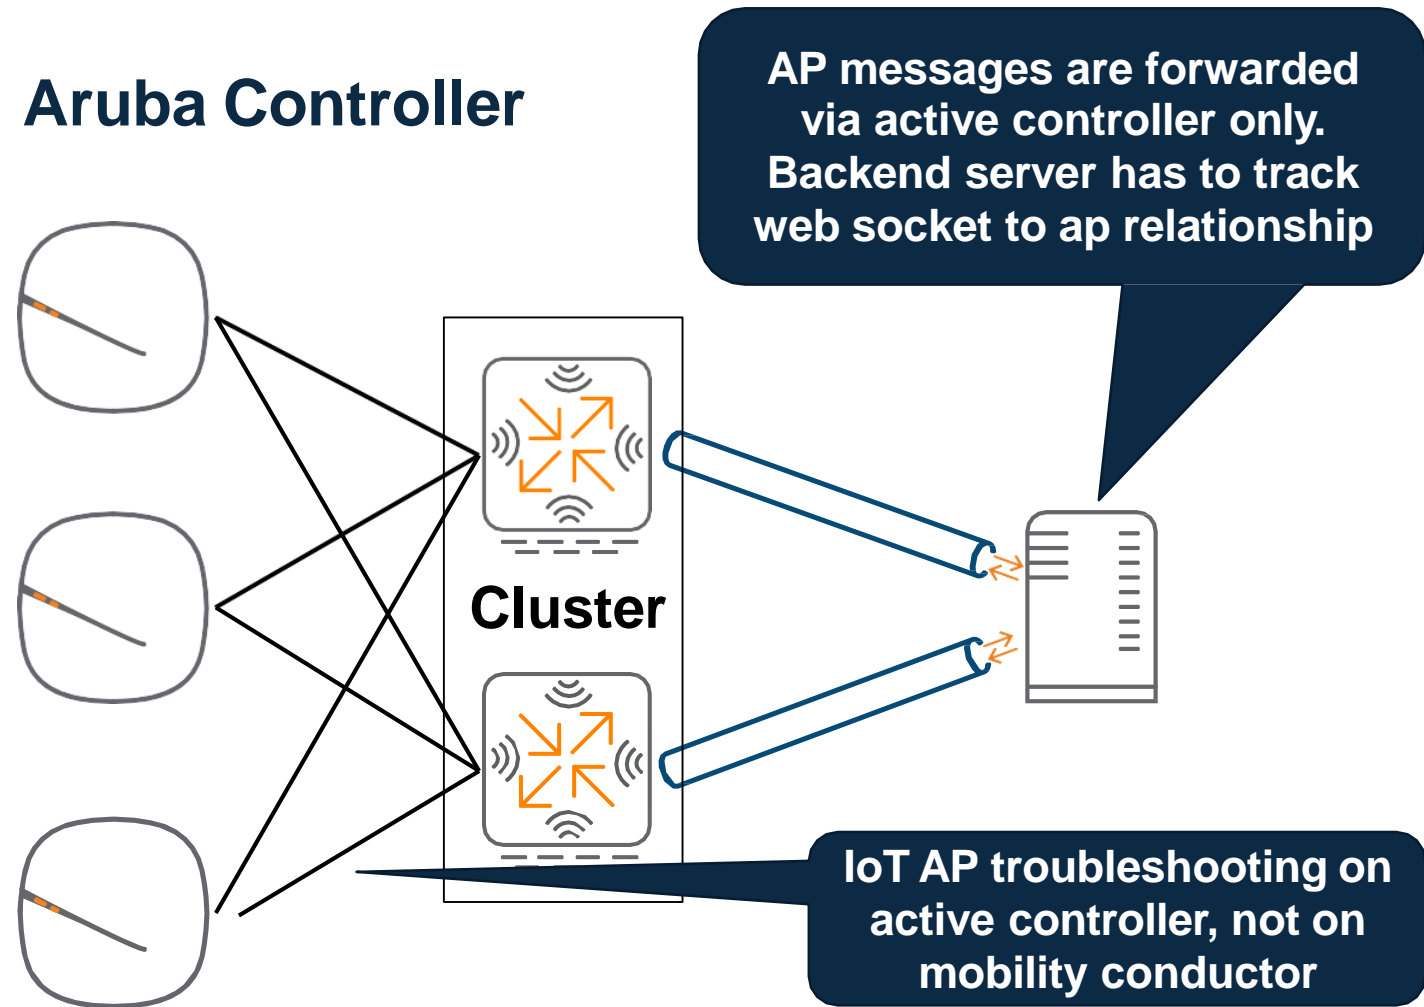 Aruba Controller
AP messages are forwarded
via active controller only.
Backend server has to track
web socket to ap relationship
Cluster
IoT AP troubleshooting on
active controller, not on
mobility conductor